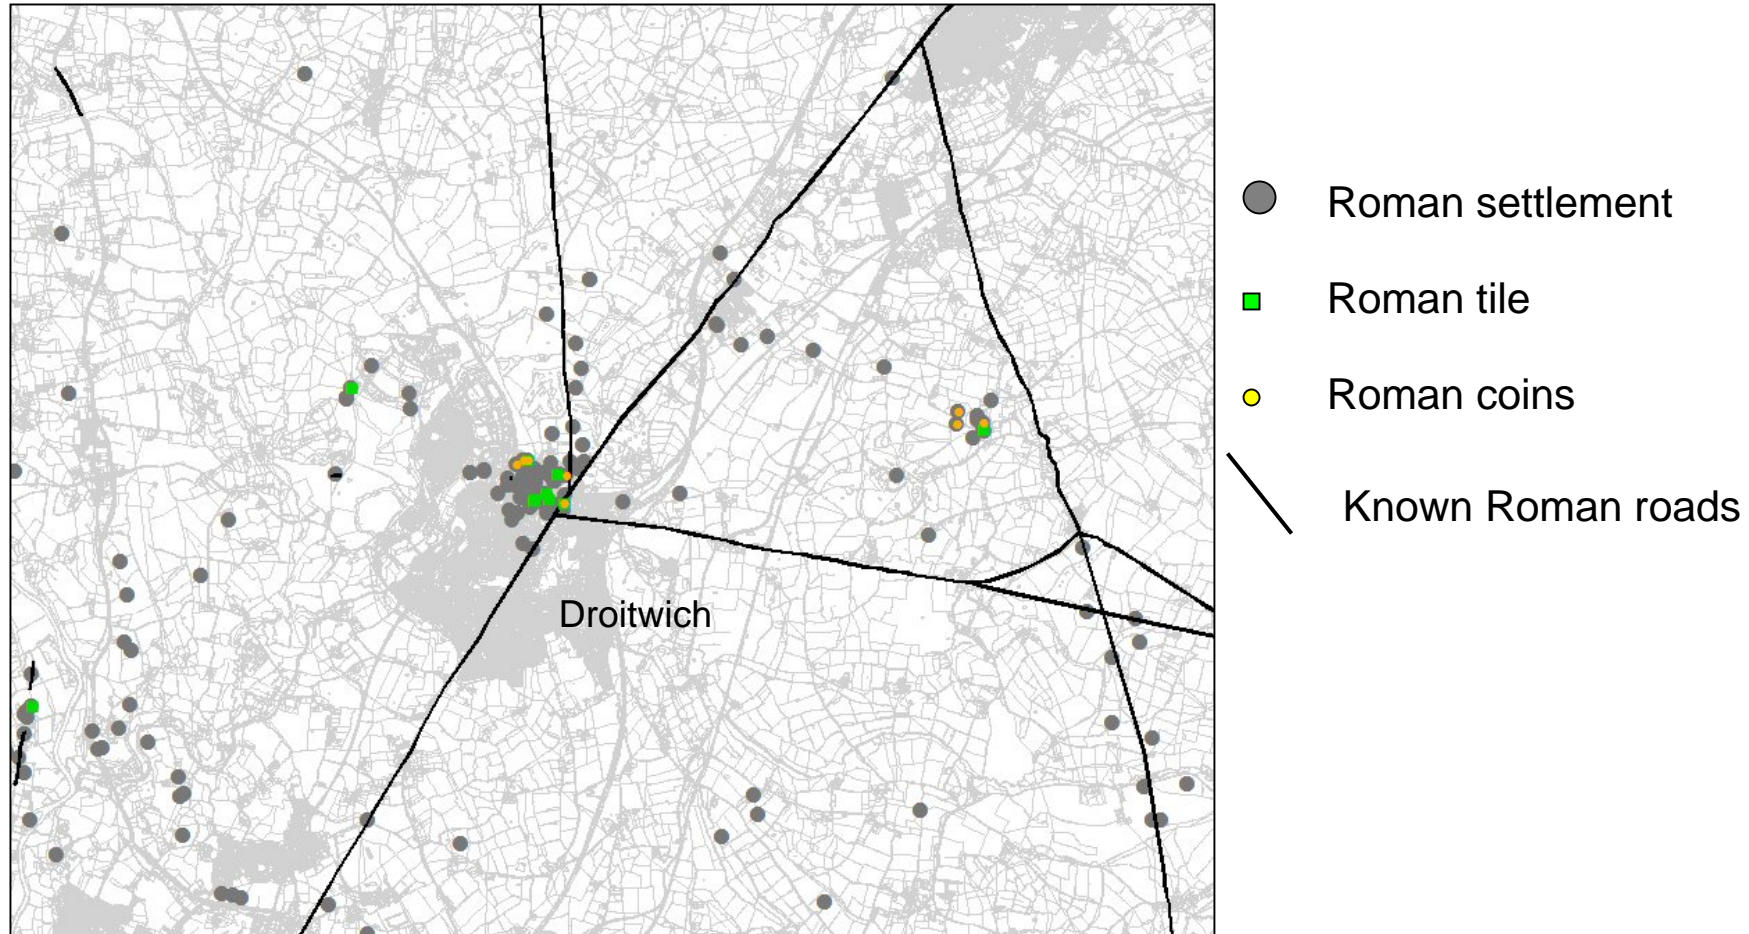 Roman settlement
Roman tile
Roman coins
Known Roman roads
Droitwich